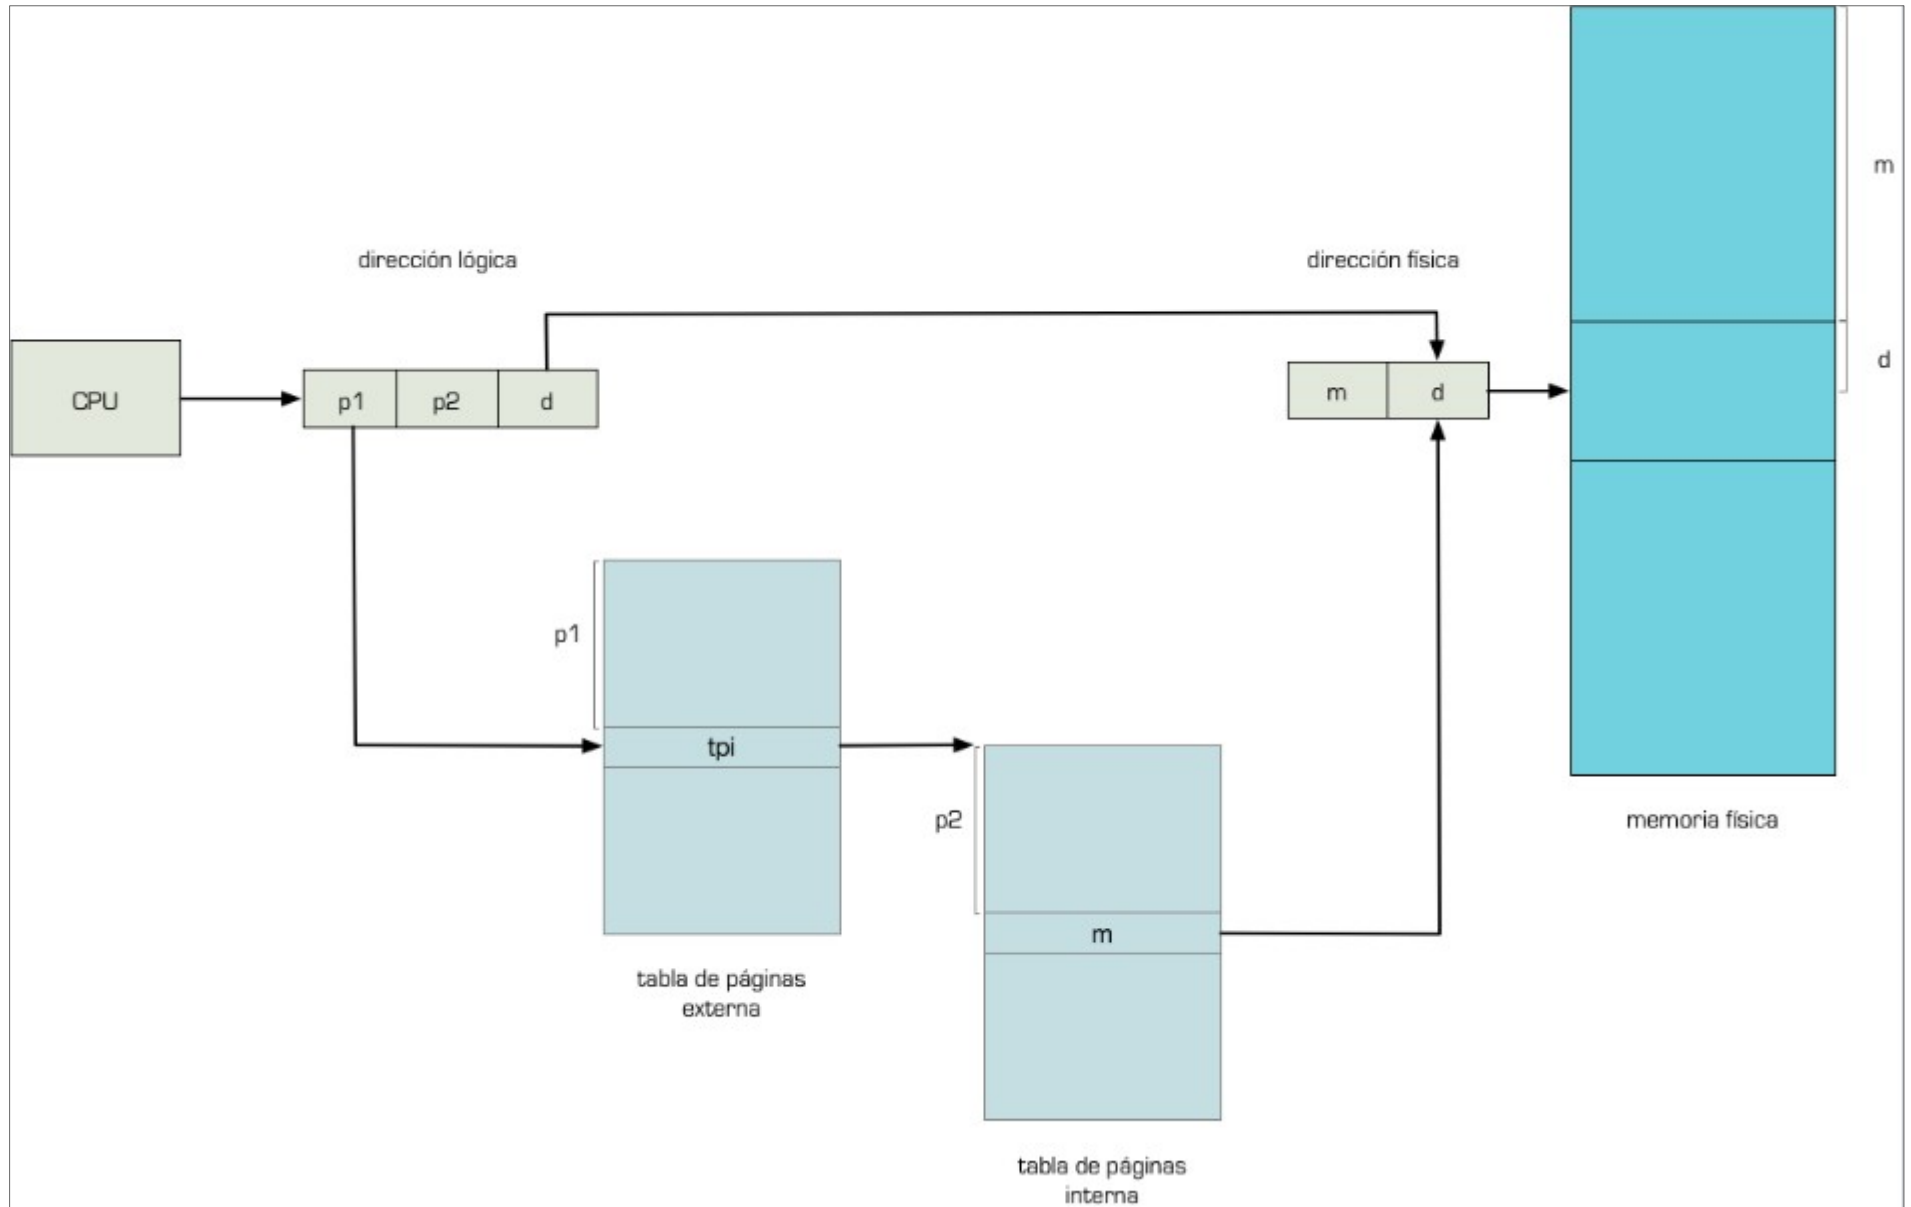 m
dirección lógica
dirección física
d
CPU
p1
p2
d
m
d
p1
tpi
p2
memoria física
m
tabla de páginas
externa
tabla de páginas
interna